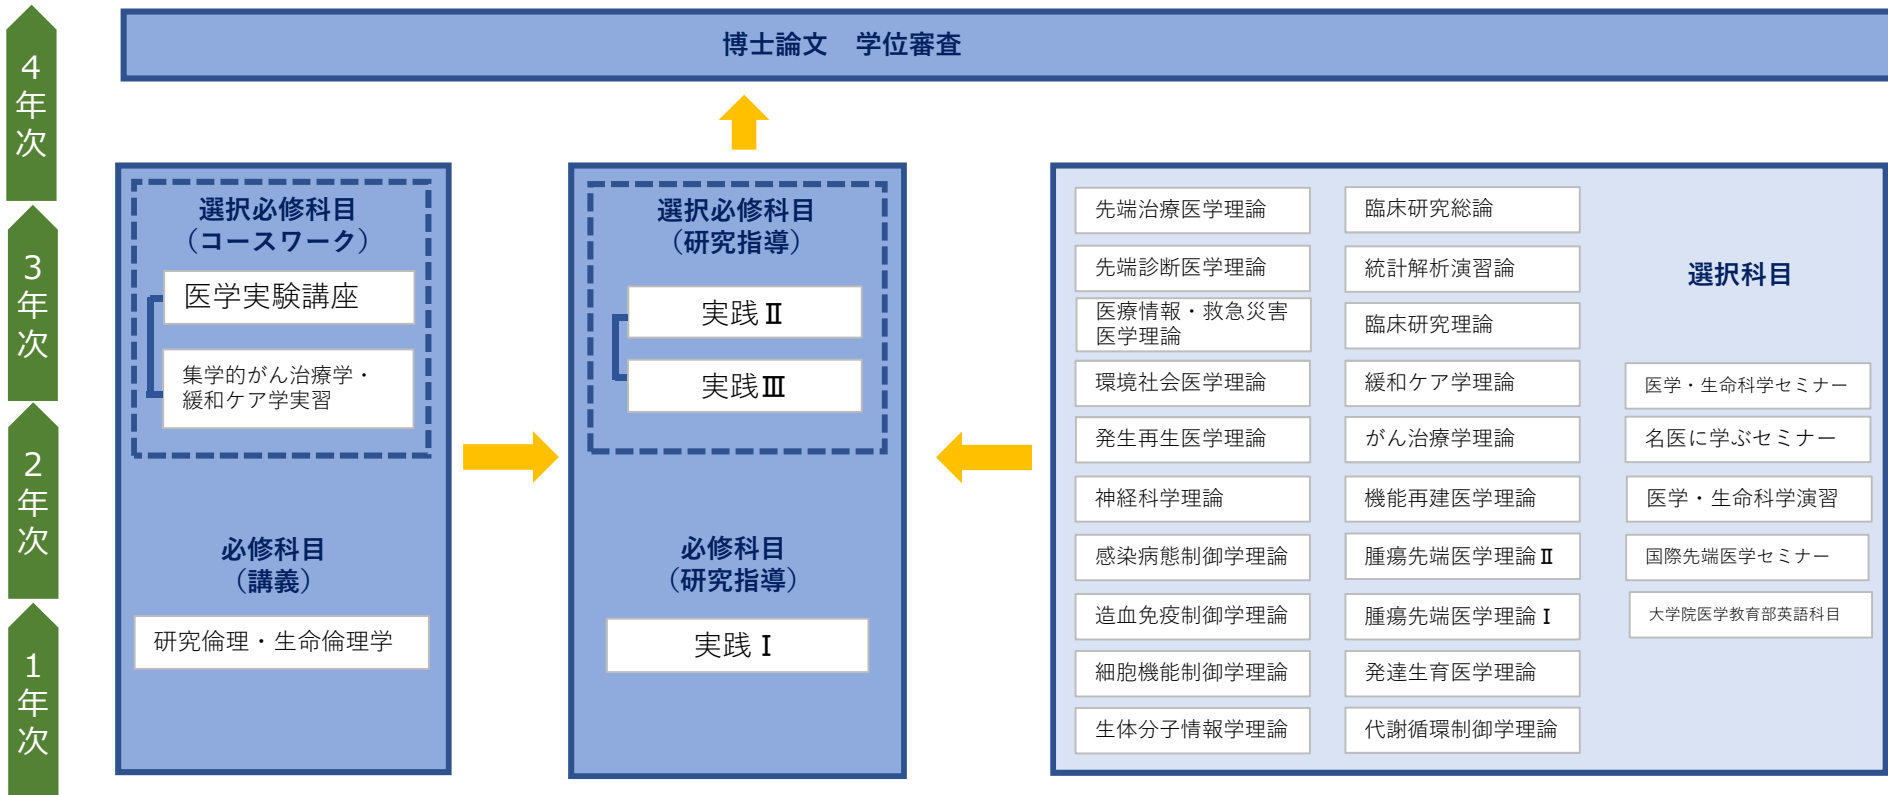 4年次
3年次
2年次
1年次
博士論文　学位審査
選択必修科目
（コースワーク）
医学実験講座
集学的がん治療学・
緩和ケア学実習
必修科目
（講義）
研究倫理・生命倫理学
選択必修科目
（研究指導）
実践Ⅱ
実践Ⅲ
必修科目
（研究指導）
実践Ⅰ
先端治療医学理論
先端診断医学理論
医療情報・救急災害
医学理論
環境社会医学理論
発生再生医学理論
神経科学理論
感染病態制御学理論
造血免疫制御学理論
細胞機能制御学理論
生体分子情報学理論
臨床研究総論
統計解析演習論
臨床研究理論
緩和ケア学理論
がん治療学理論
機能再建医学理論
腫瘍先端医学理論Ⅱ
腫瘍先端医学理論Ⅰ
発達生育医学理論
代謝循環制御学理論
選択科目
医学・生命科学セミナー
名医に学ぶセミナー
医学・生命科学演習
国際先端医学セミナー
大学院医学教育部英語科目